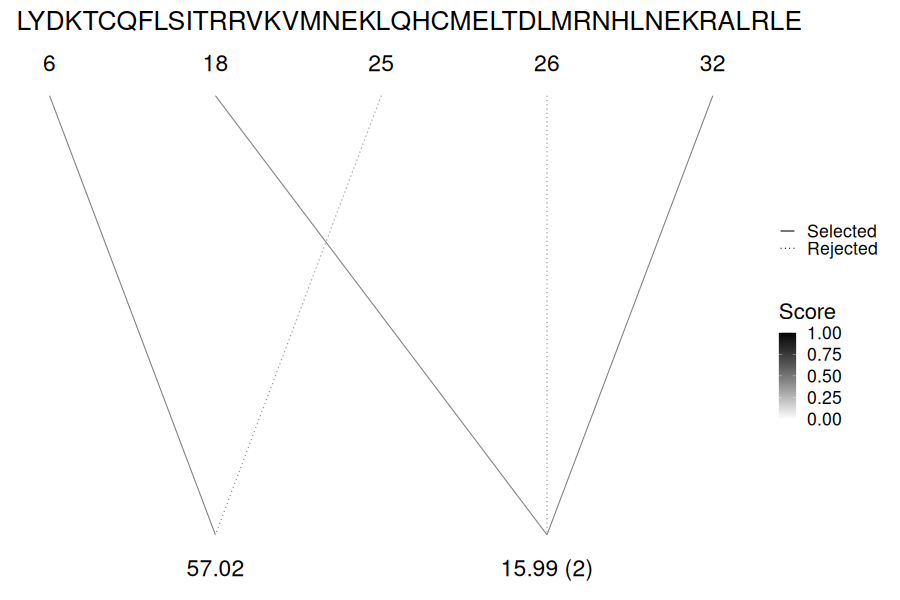 LYDKTCQFLSITRRVKVMNEKLQHCMELTDLMRNHLNEKRALRLE
6 18 25 26 32
Selected
Rejected
Score
1.00
0.75
0.50
0.25
0.00
57.02 15.99 (2)